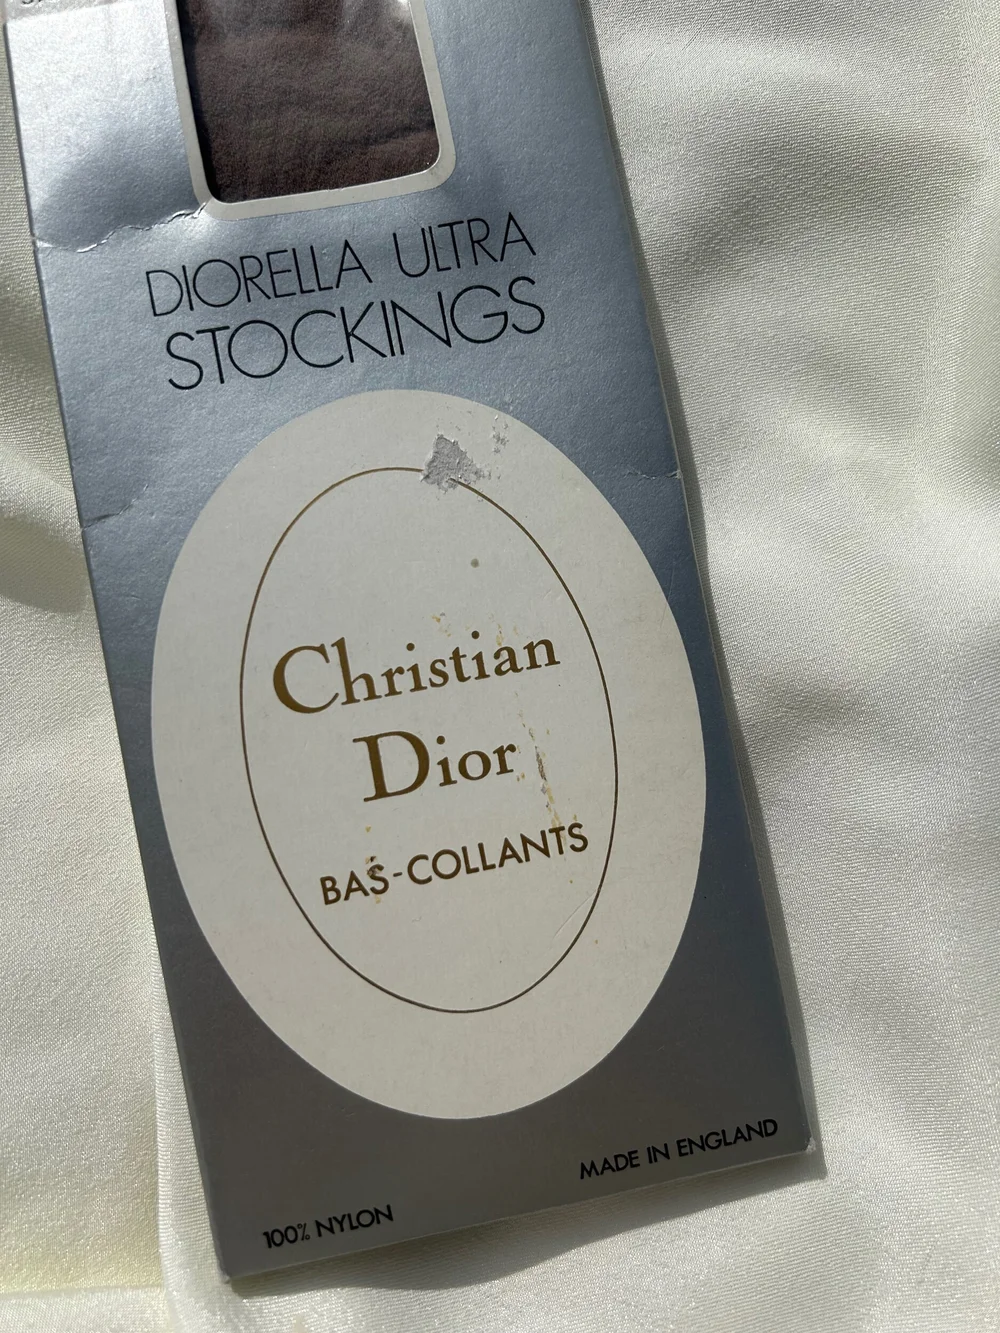 DIORELLA ULTRA
STOCKINGS
Christian
Dior
BAS-COLLANTS
MADE IN ENGLAND
100% NYLON